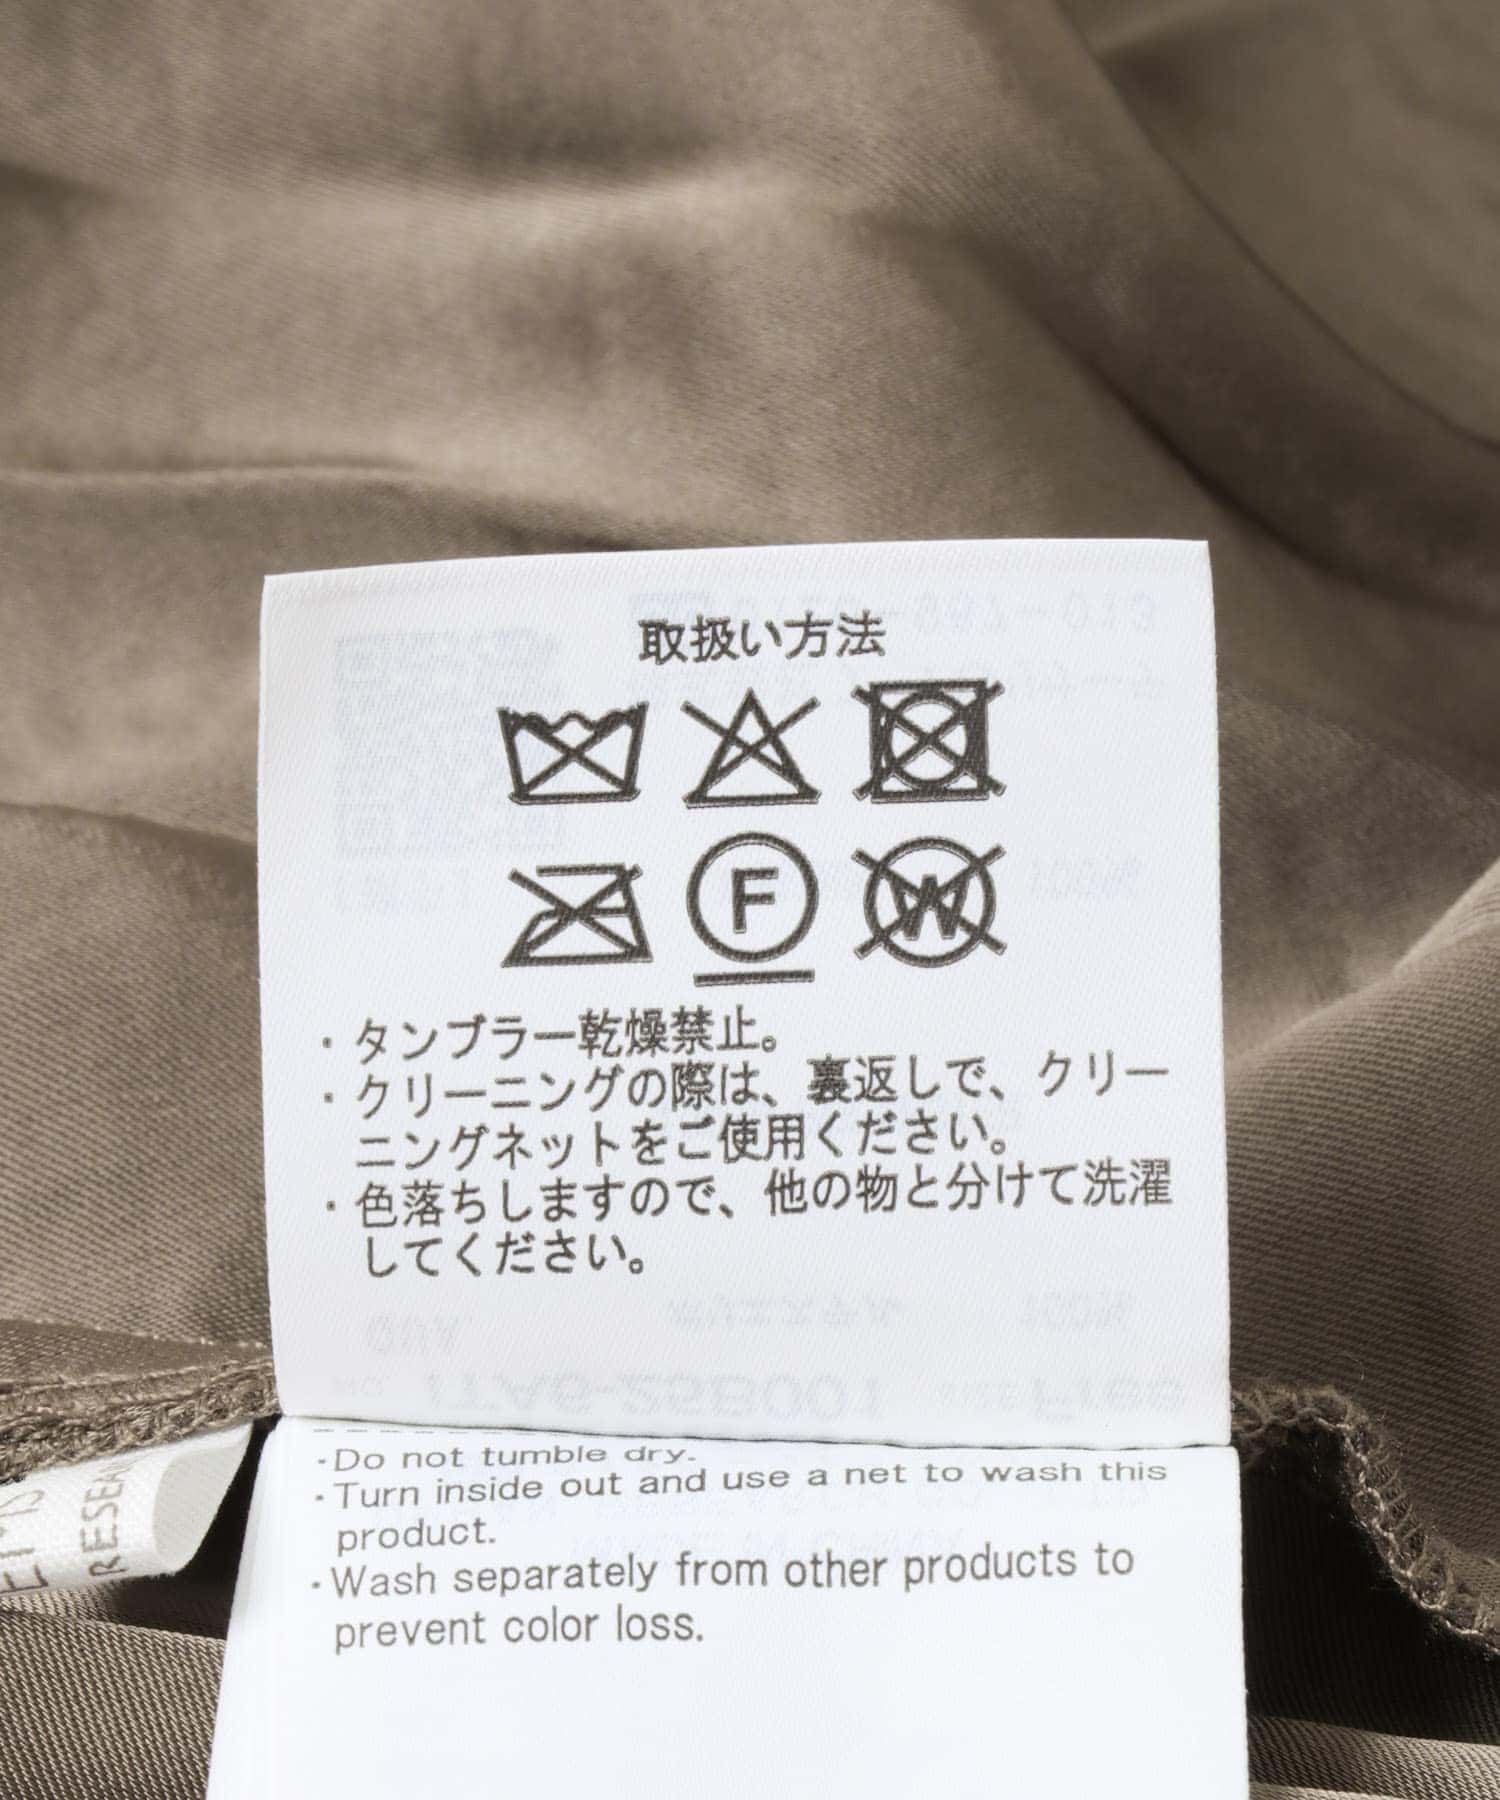 取扱い方法
F W
・タンブラー乾燥禁止。
・クリーニングの際は、裏返しで、クリー
ニングネットをご使用ください。
・色落ちしますので、他の物と分けて洗濯
してください。
・Do not tumble dry.
・Turn inside out and use a net to wash this
product.
・Wash separately from other products to
prevent color loss.